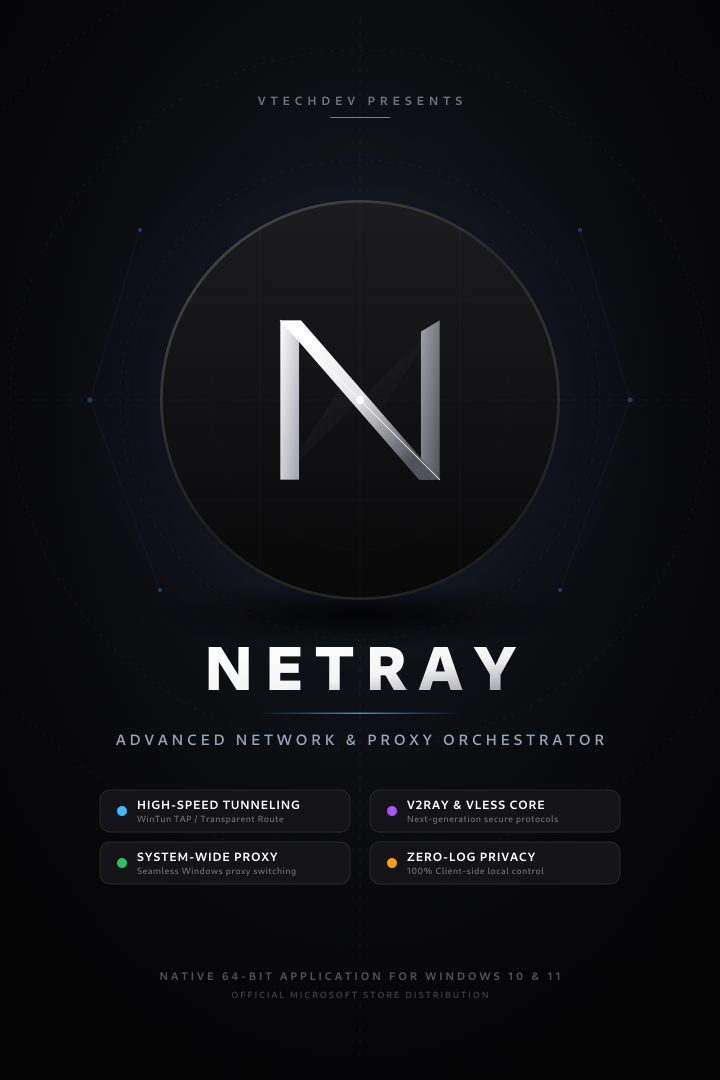 VTECHDEV PRESENTS
N
NETRAY
ADVANCED NETWORK & PROXY ORCHESTRATOR
HIGH-SPEED TUNNELING
WinTun TAP / Transparent Route
V2RAY & VLESS CORE
Next-generation secure protocols
SYSTEM-WIDE PROXY
Seamless Windows proxy switching
ZERO-LOG PRIVACY
100% Client-side local control
NATIVE 64-BIT APPLICATION FOR WINDOWS 10 & 11
OFFICIAL MICROSOFT STORE DISTRIBUTION